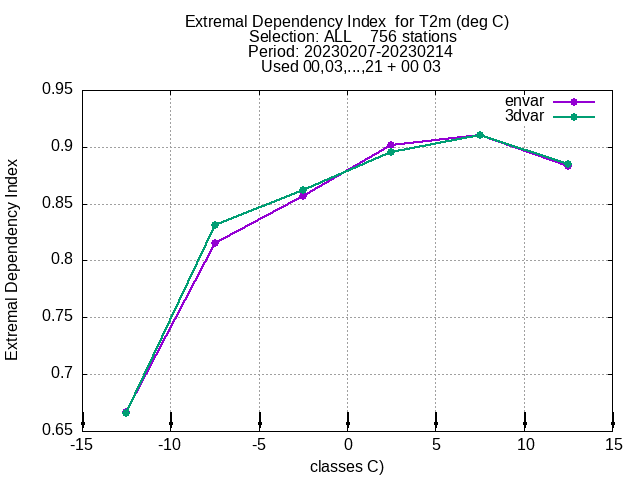 Extremal Dependency Index  for T2m (deg C)
Selection: ALL    756 stations
Period: 20230207-20230214
Used 00,03,...,21 + 00 03
envar
3dvar
Extremal Dependency Index
0.95
0.9
0.85
0.8
0.75
0.7
0.65
-15 -10 -5 0 5 10 15
classes C)